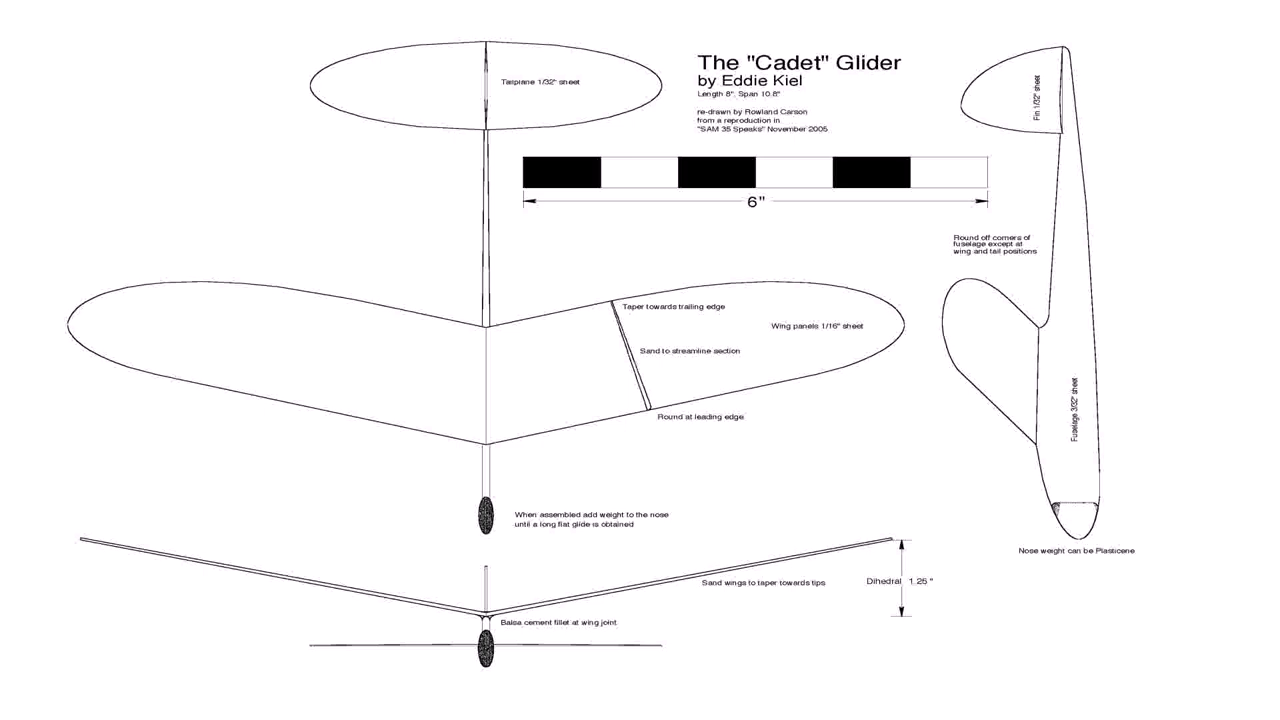 The "Cadet" Glider
by Eddie Kiel
Length 8", Span 10.8"
re-drawn by Rowland Carson
from a reproduction in
"SAM 35 Speaks" November 2005
6"
Tailplane 1/32" sheet
Fin 1/32" sheet
Round off corners of
fuselage except at
wing and tail positions
Taper towards trailing edge
Wing panels 1/16" sheet
Sand to streamline section
Round at leading edge
Fuselage 3/32" sheet
When assembled add weight to the nose
until a long flat glide is obtained
Nose weight can be Plasticene
Sand wings to taper towards tips
Dihedral 1.25 "
Balsa cement fillet at wing joint